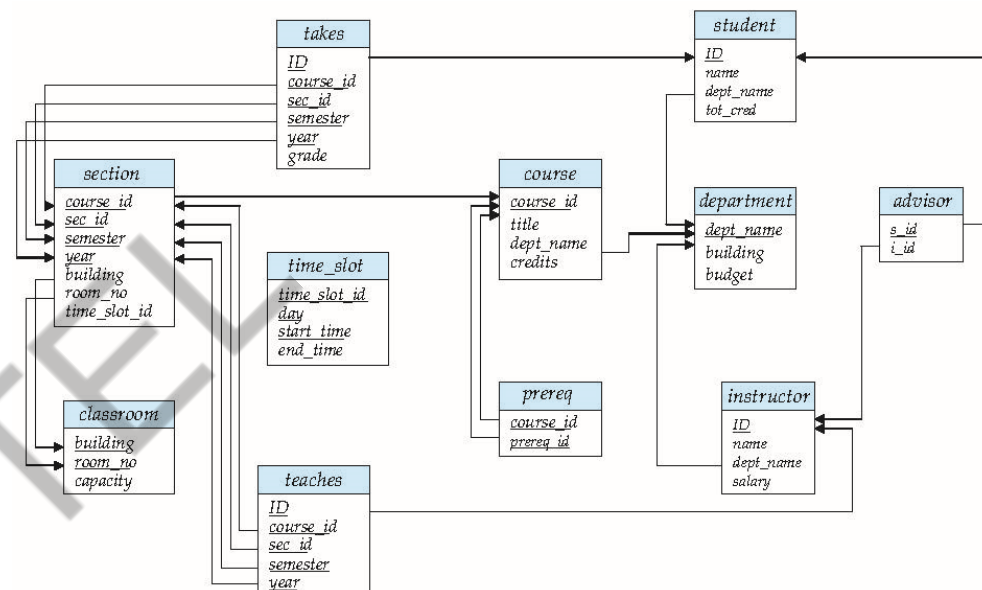 takes
ID
course_id
sec_id
semester
year
grade
student
ID
name
dept_name
tot_cred
section
course_id
sec_id
semester
year
building
room_no
time_slot_id
course
course_id
title
dept_name
credits
department
dept_name
building
budget
advisor
s_id
i_id
time_slot
time_slot_id
day
start_time
end_time
prereq
course_id
prereq_id
instructor
ID
name
dept_name
salary
classroom
building
room_no
capacity
teaches
ID
course_id
sec_id
semester
year
TEL